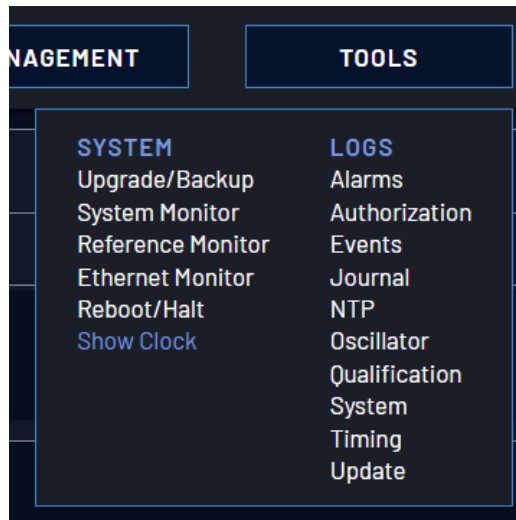 NAGEMENT
TOOLS
SYSTEM
Upgrade/Backup
System Monitor
Reference Monitor
Ethernet Monitor
Reboot/Halt
Show Clock
LOGS
Alarms
Authorization
Events
Journal
NTP
Oscillator
Qualification
System
Timing
Update